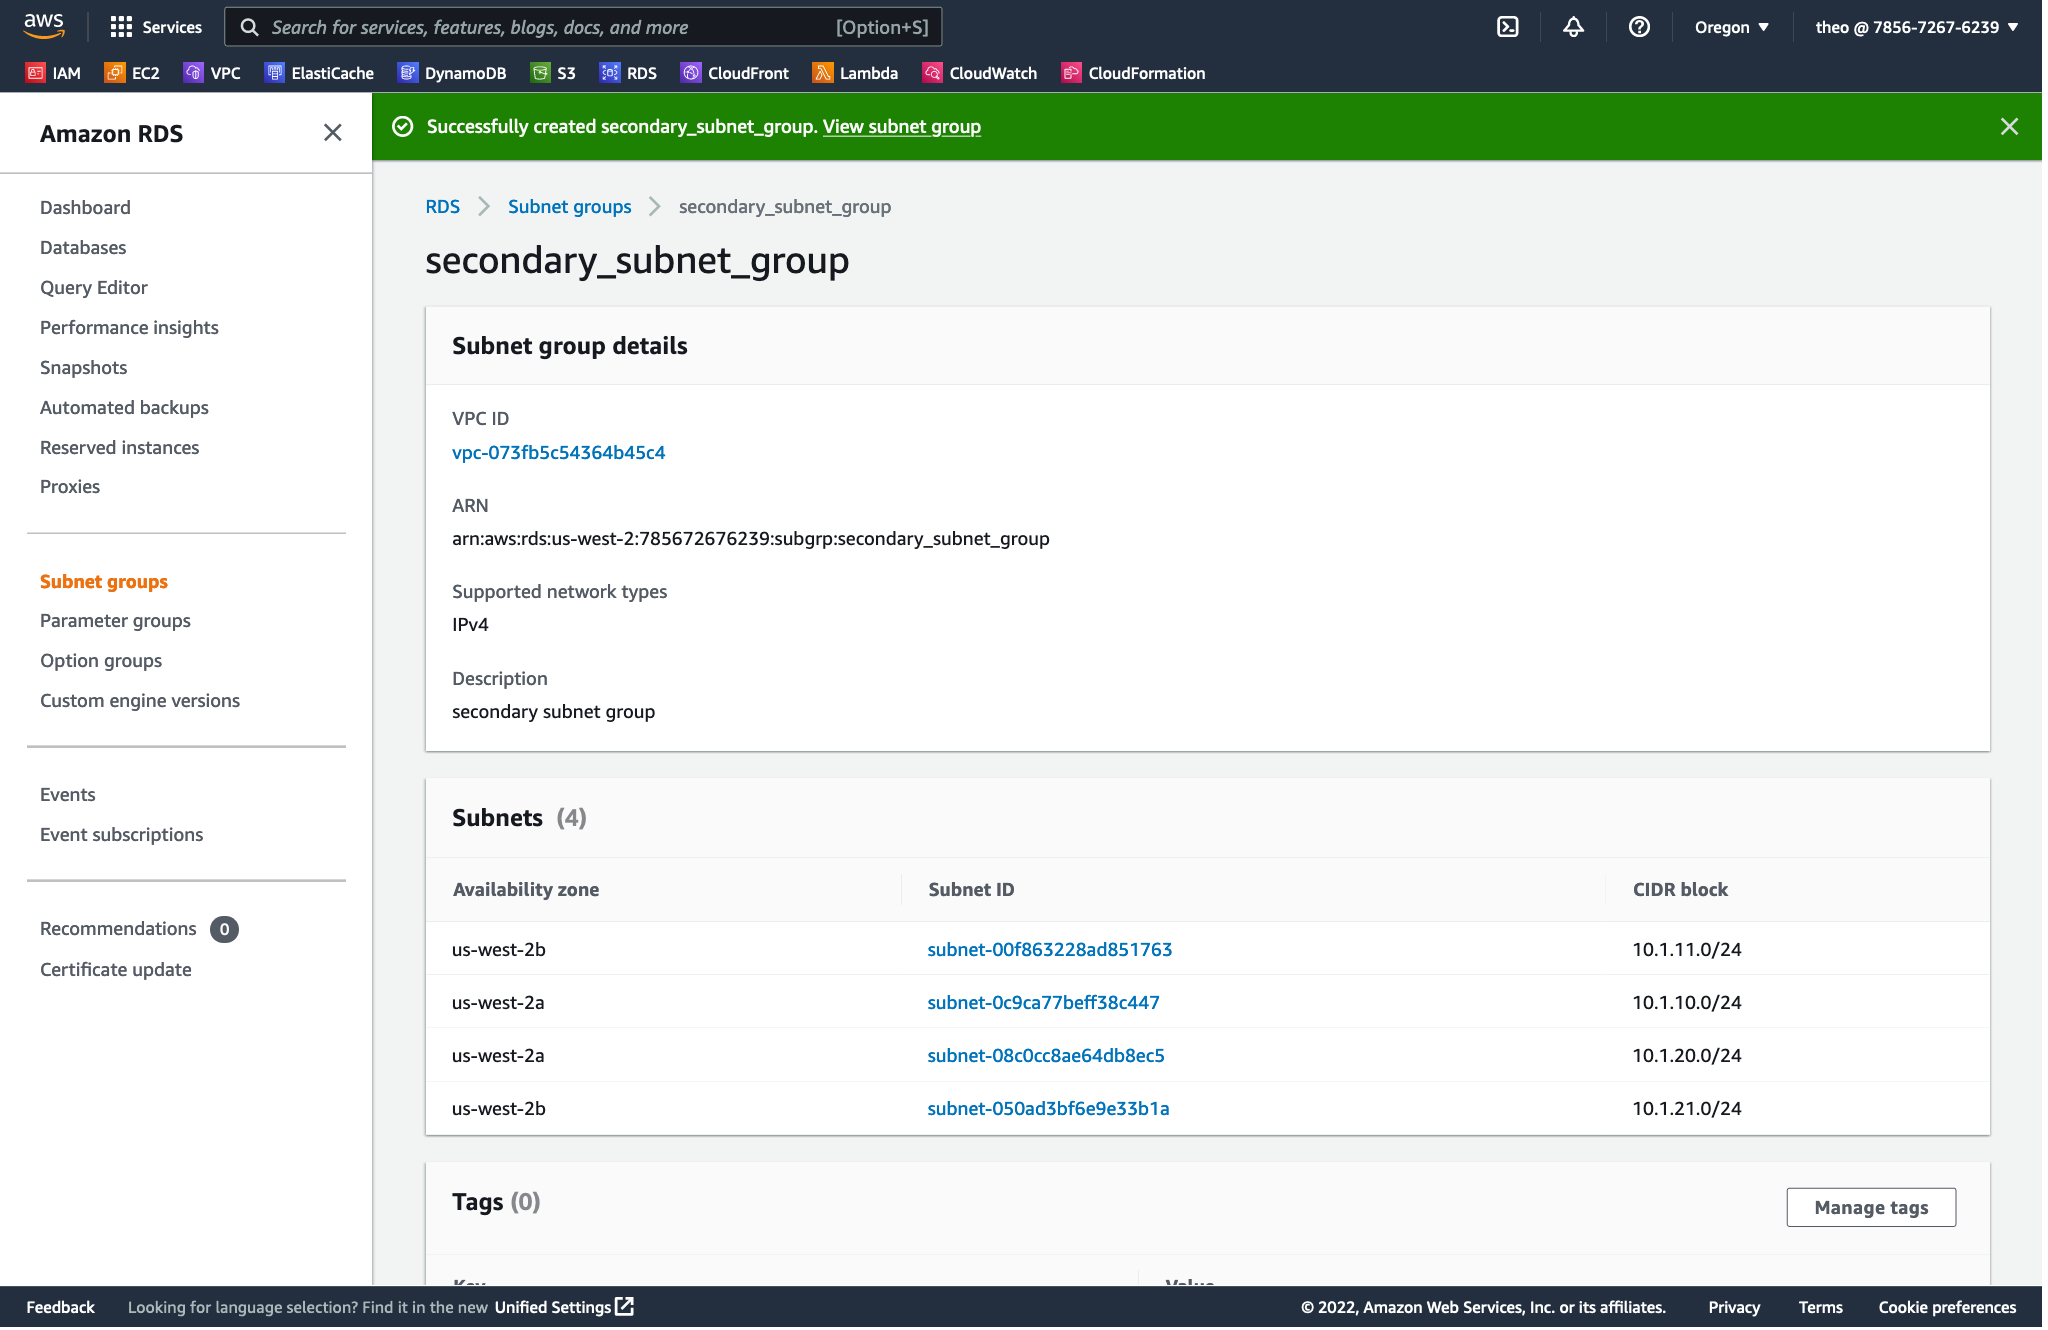 aws
Services
Search for services, features, blogs, docs, and more [Option+S]
Oregon
theo @ 7856-7267-6239
IAM EC2 VPC ElastiCache DynamoDB S3 RDS CloudFront Lambda CloudWatch CloudFormation
Amazon RDS
Successfully created secondary_subnet_group. View subnet group
Dashboard
Databases
Query Editor
Performance insights
Snapshots
Automated backups
Reserved instances
Proxies
Subnet groups
Parameter groups
Option groups
Custom engine versions
Events
Event subscriptions
Recommendations 0
Certificate update
RDS Subnet groups secondary_subnet_group
secondary_subnet_group
Subnet group details
VPC ID
vpc-073fb5c54364b45c4
ARN
arn:aws:rds:us-west-2:785672676239:subgrp:secondary_subnet_group
Supported network types
IPv4
Description
secondary subnet group
Subnets (4)
Availability zone Subnet ID CIDR block
us-west-2b subnet-00f863228ad851763 10.1.11.0/24
us-west-2a subnet-0c9ca77beff38c447 10.1.10.0/24
us-west-2a subnet-08c0cc8ae64db8ec5 10.1.20.0/24
us-west-2b subnet-050ad3bf6e9e33b1a 10.1.21.0/24
Tags (0)
Manage tags
Key Value
Feedback Looking for language selection? Find it in the new Unified Settings
© 2022, Amazon Web Services, Inc. or its affiliates. Privacy Terms Cookie preferences